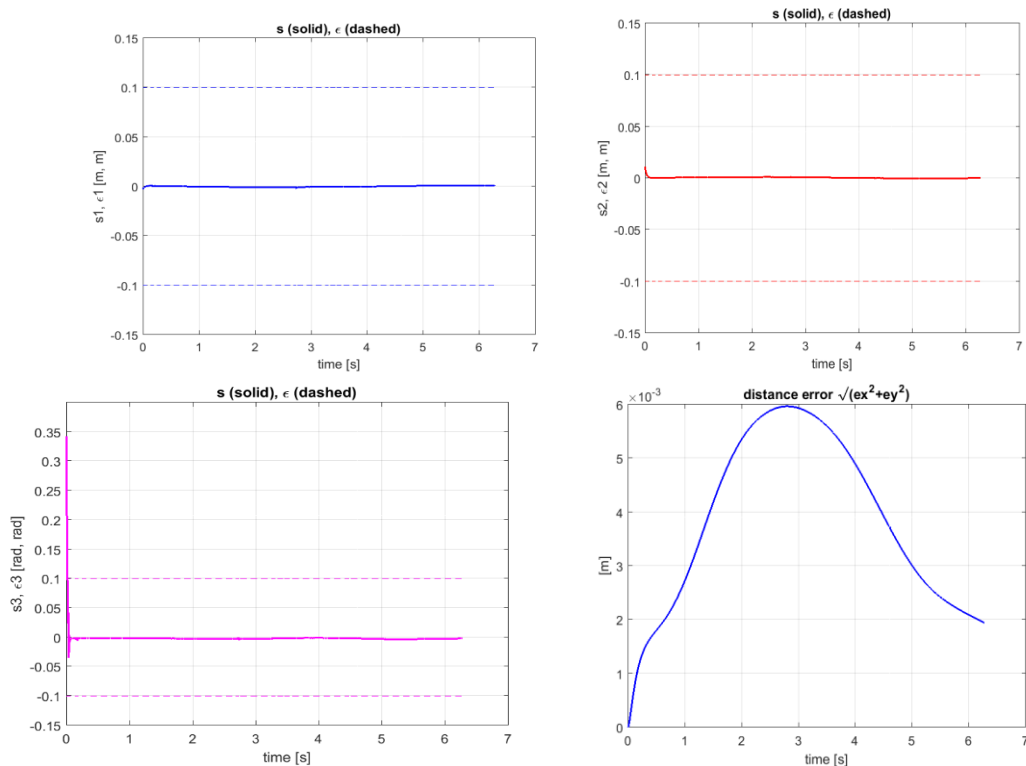 s (solid), ϵ (dashed)
0.15
0.1
0.05
0
-0.05
-0.1
-0.15
s1, ϵ1 [m, m]
0 1 2 3 4 5 6 7
time [s]
s (solid), ϵ (dashed)
0.15
0.1
0.05
0
-0.05
-0.1
-0.15
s2, ϵ2 [m, m]
0 1 2 3 4 5 6 7
time [s]
s (solid), ϵ (dashed)
0.35
0.3
0.25
0.2
0.15
0.1
0.05
0
-0.05
-0.1
-0.15
s3, ϵ3 [rad, rad]
0 1 2 3 4 5 6 7
time [s]
distance error √(ex²+ey²)
×10⁻³
6
5
4
3
2
1
0
[m]
0 1 2 3 4 5 6 7
time [s]